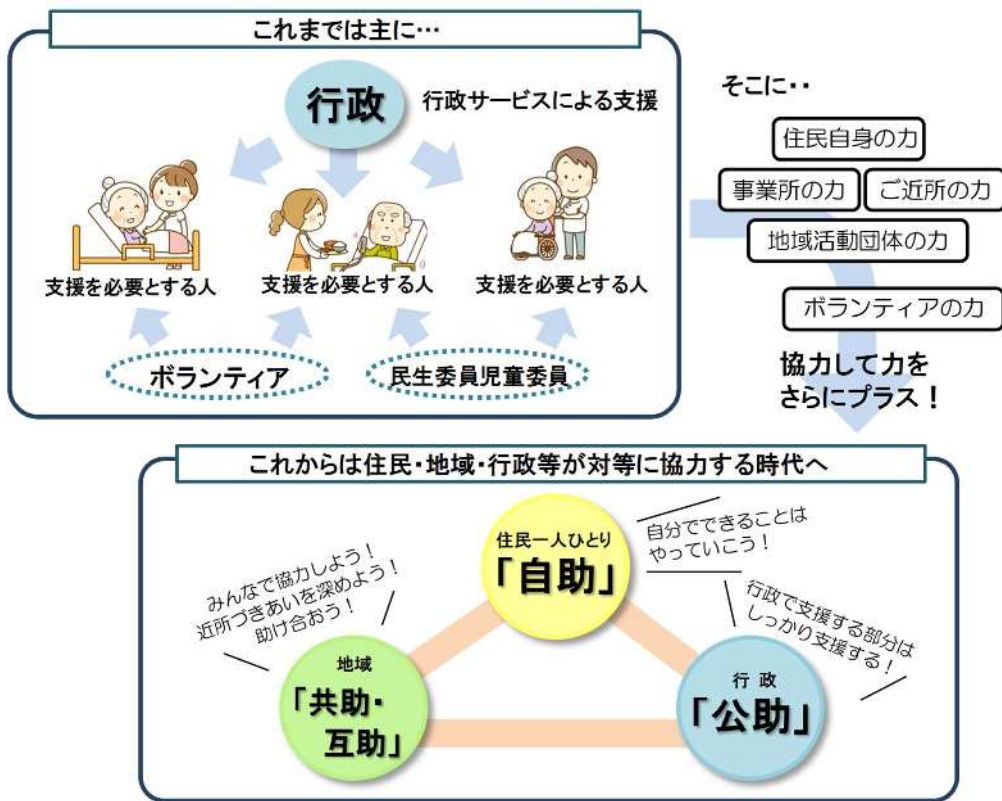 これまでは主に…
行政
行政サービスによる支援
支援を必要とする人
支援を必要とする人
支援を必要とする人
ボランティア
民生委員児童委員
そこに・・
住民自身の力
事業所の力
ご近所の力
地域活動団体の力
ボランティアの力
協力して力を
さらにプラス！
これからは住民・地域・行政等が対等に協力する時代へ
住民一人ひとり
「自助」
自分でできることは
やっていこう！
みんなで協力しよう！
近所づきあいを深めよう！
助け合おう！
地域
「共助・
互助」
行政で支援する部分は
しっかり支援する！
行 政
「公助」